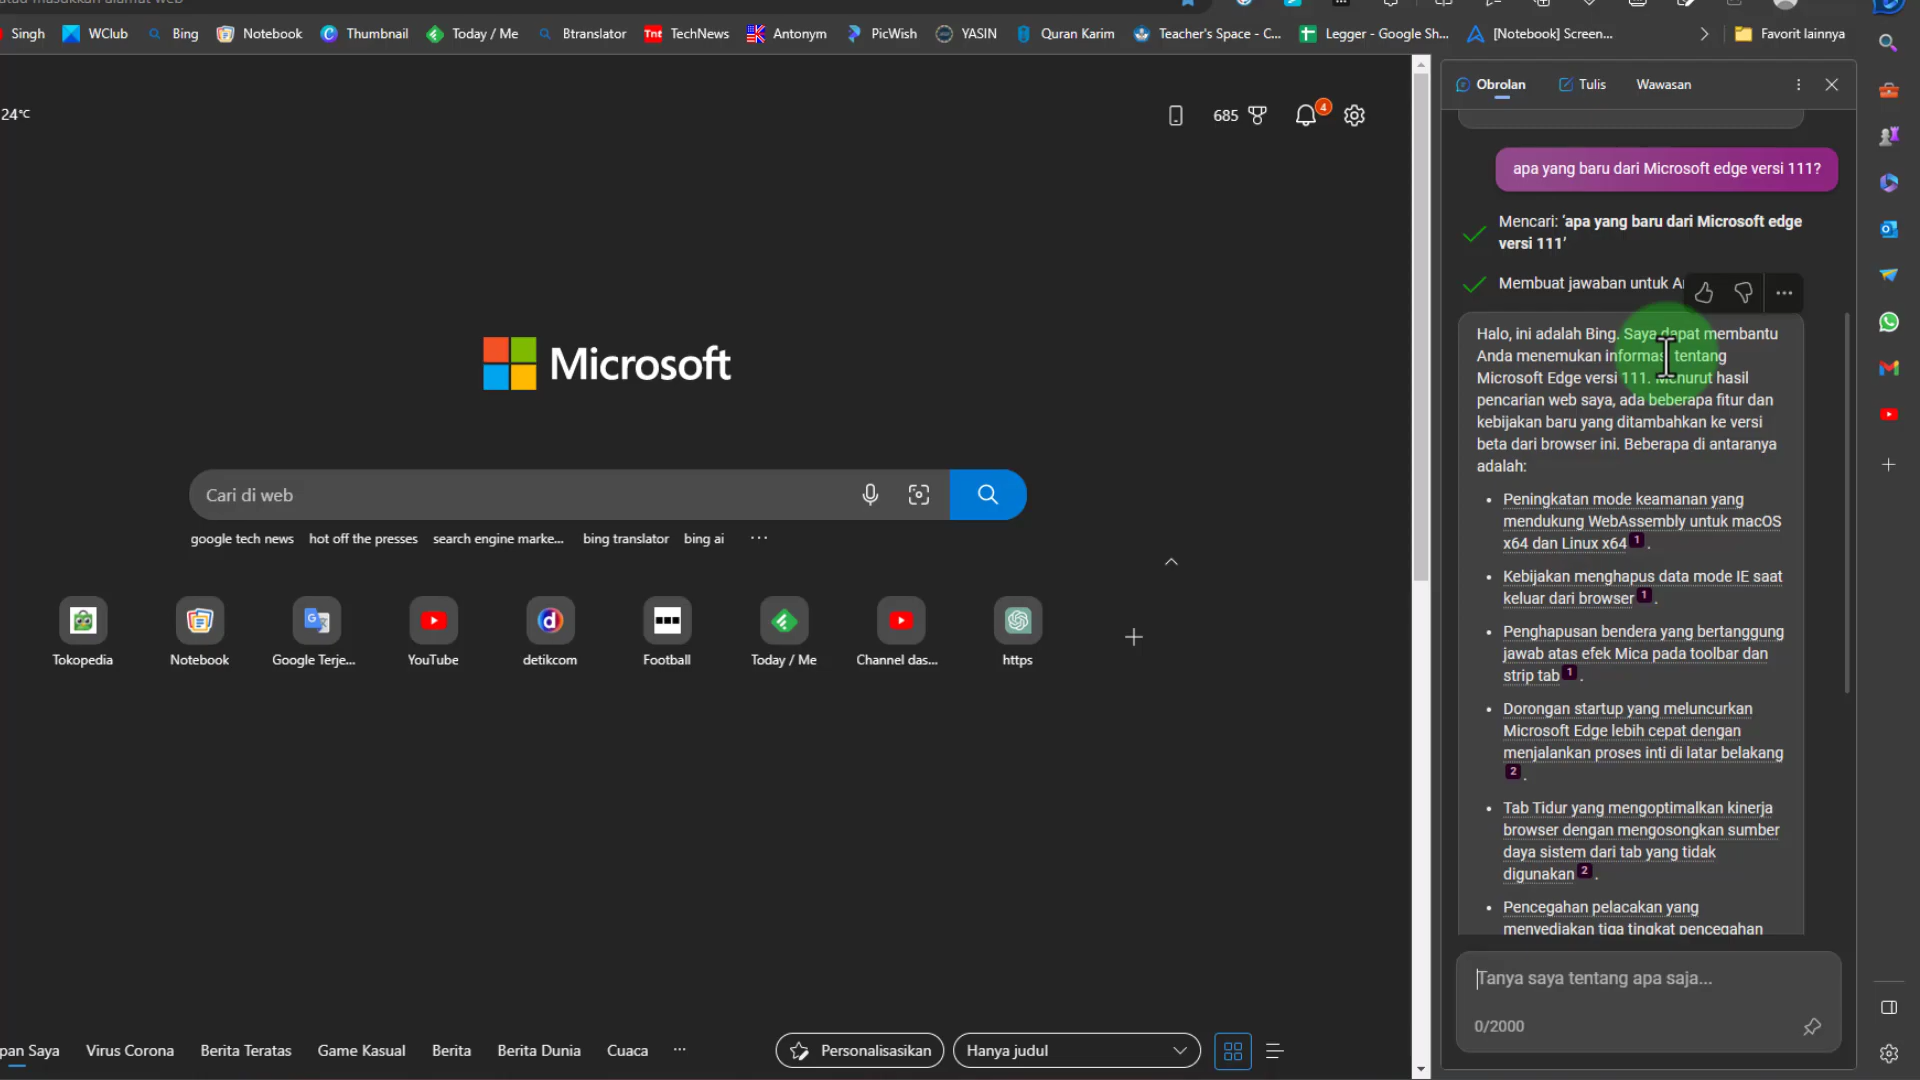 Singh
WClub
Bing
Notebook
Thumbnail
Today / Me
Btranslator
Tnt TechNews
Antonym
PicWish
YASIN
Quran Karim
Teacher's Space - C...
Legger - Google Sh...
[Notebook] Screen...
Favorit lainnya
24°C
685
4
Microsoft
Cari di web
google tech news
hot off the presses
search engine marke...
bing translator
bing ai
...
Tokopedia
Notebook
Google Terje...
YouTube
detikcom
Football
Today / Me
Channel das...
https
pan Saya
Virus Corona
Berita Teratas
Game Kasual
Berita
Berita Dunia
Cuaca
...
Personalisasikan
Hanya judul
Obrolan
Tulis
Wawasan
apa yang baru dari Microsoft edge versi 111?
Mencari: 'apa yang baru dari Microsoft edge
versi 111'
Membuat jawaban untuk
Halo, ini adalah Bing. Saya dapat membantu
Anda menemukan informasi tentang
Microsoft Edge versi 111. Menurut hasil
pencarian web saya, ada beberapa fitur dan
kebijakan baru yang ditambahkan ke versi
beta dari browser ini. Beberapa di antaranya
adalah:
• Peningkatan mode keamanan yang
mendukung WebAssembly untuk macOS
x64 dan Linux x64 1 .
• Kebijakan menghapus data mode IE saat
keluar dari browser 1 .
• Penghapusan bendera yang bertanggung
jawab atas efek Mica pada toolbar dan
strip tab 1 .
• Dorongan startup yang meluncurkan
Microsoft Edge lebih cepat dengan
menjalankan proses inti di latar belakang
2 .
• Tab Tidur yang mengoptimalkan kinerja
browser dengan mengosongkan sumber
daya sistem dari tab yang tidak
digunakan 2 .
• Pencegahan pelacakan yang
menyediakan tiga tingkat pencegahan
Tanya saya tentang apa saja...
0/2000